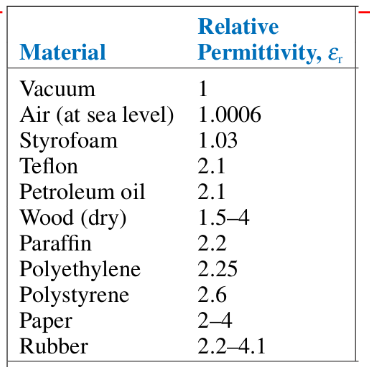 Relative
Material Permittivity, εr
Vacuum 1
Air (at sea level) 1.0006
Styrofoam 1.03
Teflon 2.1
Petroleum oil 2.1
Wood (dry) 1.5–4
Paraffin 2.2
Polyethylene 2.25
Polystyrene 2.6
Paper 2–4
Rubber 2.2–4.1